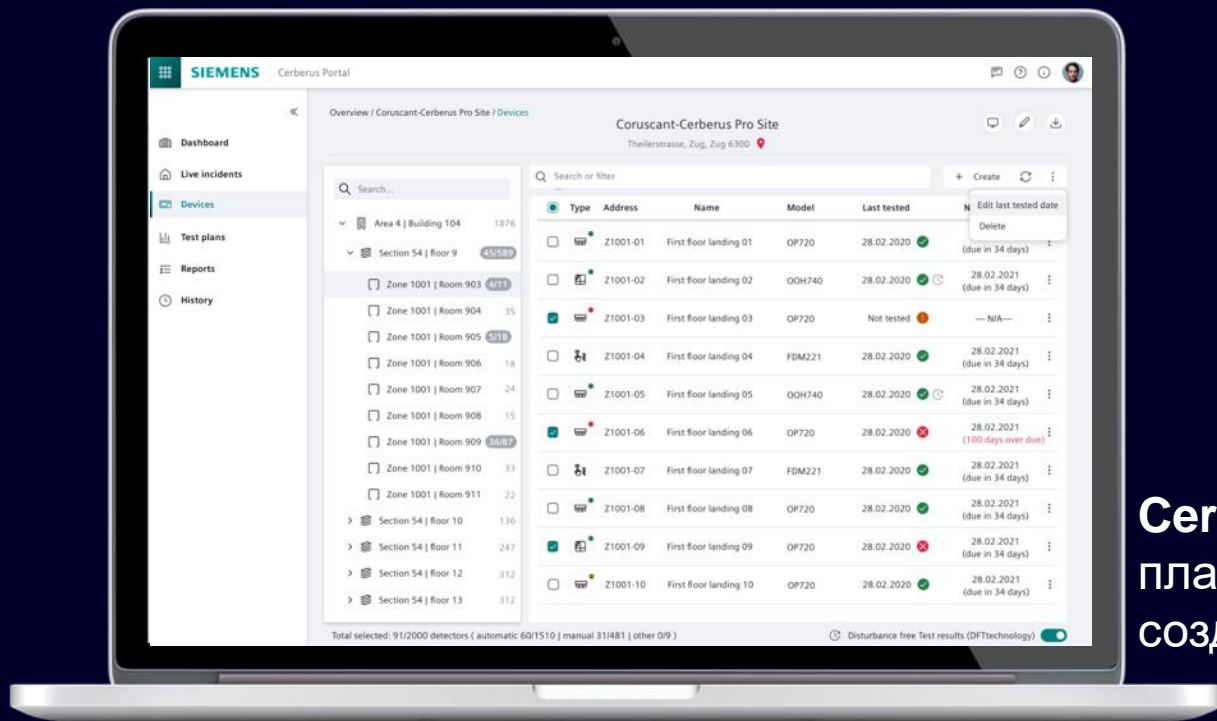 SIEMENS Cerberus Portal
Overview / Coruscant-Cerberus Pro Site / Devices
Coruscant-Cerberus Pro Site
Theilerstrasse, Zug, Zug 6300
Dashboard
Live incidents
Devices
Test plans
Reports
History
Search...
Area 4 | Building 104 1876
Section 54 | floor 9 45/589
Zone 1001 | Room 903 4/11
Zone 1001 | Room 904 35
Zone 1001 | Room 905 5/18
Zone 1001 | Room 906 18
Zone 1001 | Room 907 24
Zone 1001 | Room 908 15
Zone 1001 | Room 909 36/87
Zone 1001 | Room 910 33
Zone 1001 | Room 911 22
Section 54 | floor 10 136
Section 54 | floor 11 247
Section 54 | floor 12 312
Section 54 | floor 13 312
Search or filter
+ Create
Edit last tested date
Delete
Type Address Name Model Last tested N
Z1001-01 First floor landing 01 OP720 28.02.2020
(due in 34 days)
Z1001-02 First floor landing 02 OOH740 28.02.2020 28.02.2021
(due in 34 days)
Z1001-03 First floor landing 03 OP720 Not tested — N/A—
Z1001-04 First floor landing 04 FDM221 28.02.2020 28.02.2021
(due in 34 days)
Z1001-05 First floor landing 05 OOH740 28.02.2020 28.02.2021
(due in 34 days)
Z1001-06 First floor landing 06 OP720 28.02.2020 28.02.2021
(100 days over due)
Z1001-07 First floor landing 07 FDM221 28.02.2020 28.02.2021
(due in 34 days)
Z1001-08 First floor landing 08 OP720 28.02.2020 28.02.2021
(due in 34 days)
Z1001-09 First floor landing 09 OP720 28.02.2020 28.02.2021
(due in 34 days)
Z1001-10 First floor landing 10 OP720 28.02.2020 28.02.2021
(due in 34 days)
Total selected: 91/2000 detectors ( automatic 60/1510 | manual 31/481 | other 0/9 )
Disturbance free Test results (DFTtechnology)
Cer
пла
созд